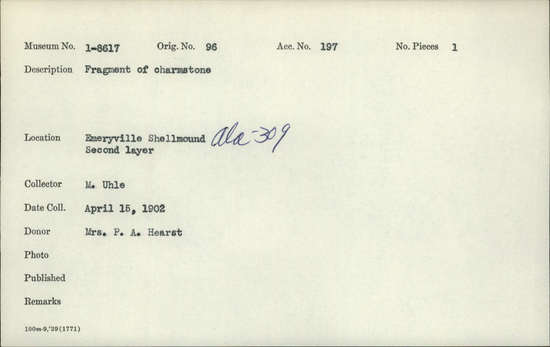 Museum No. 1-8617 Orig. No. 96 Acc. No. 197 No. Pieces 1
Description Fragment of charmstone
Location Emeryville Shellmound Ala-309
Second layer
Collector M. Uhle
Date Coll. April 15, 1902
Donor Mrs. P. A. Hearst
Photo
Published
Remarks
100m-9,'29(1771)